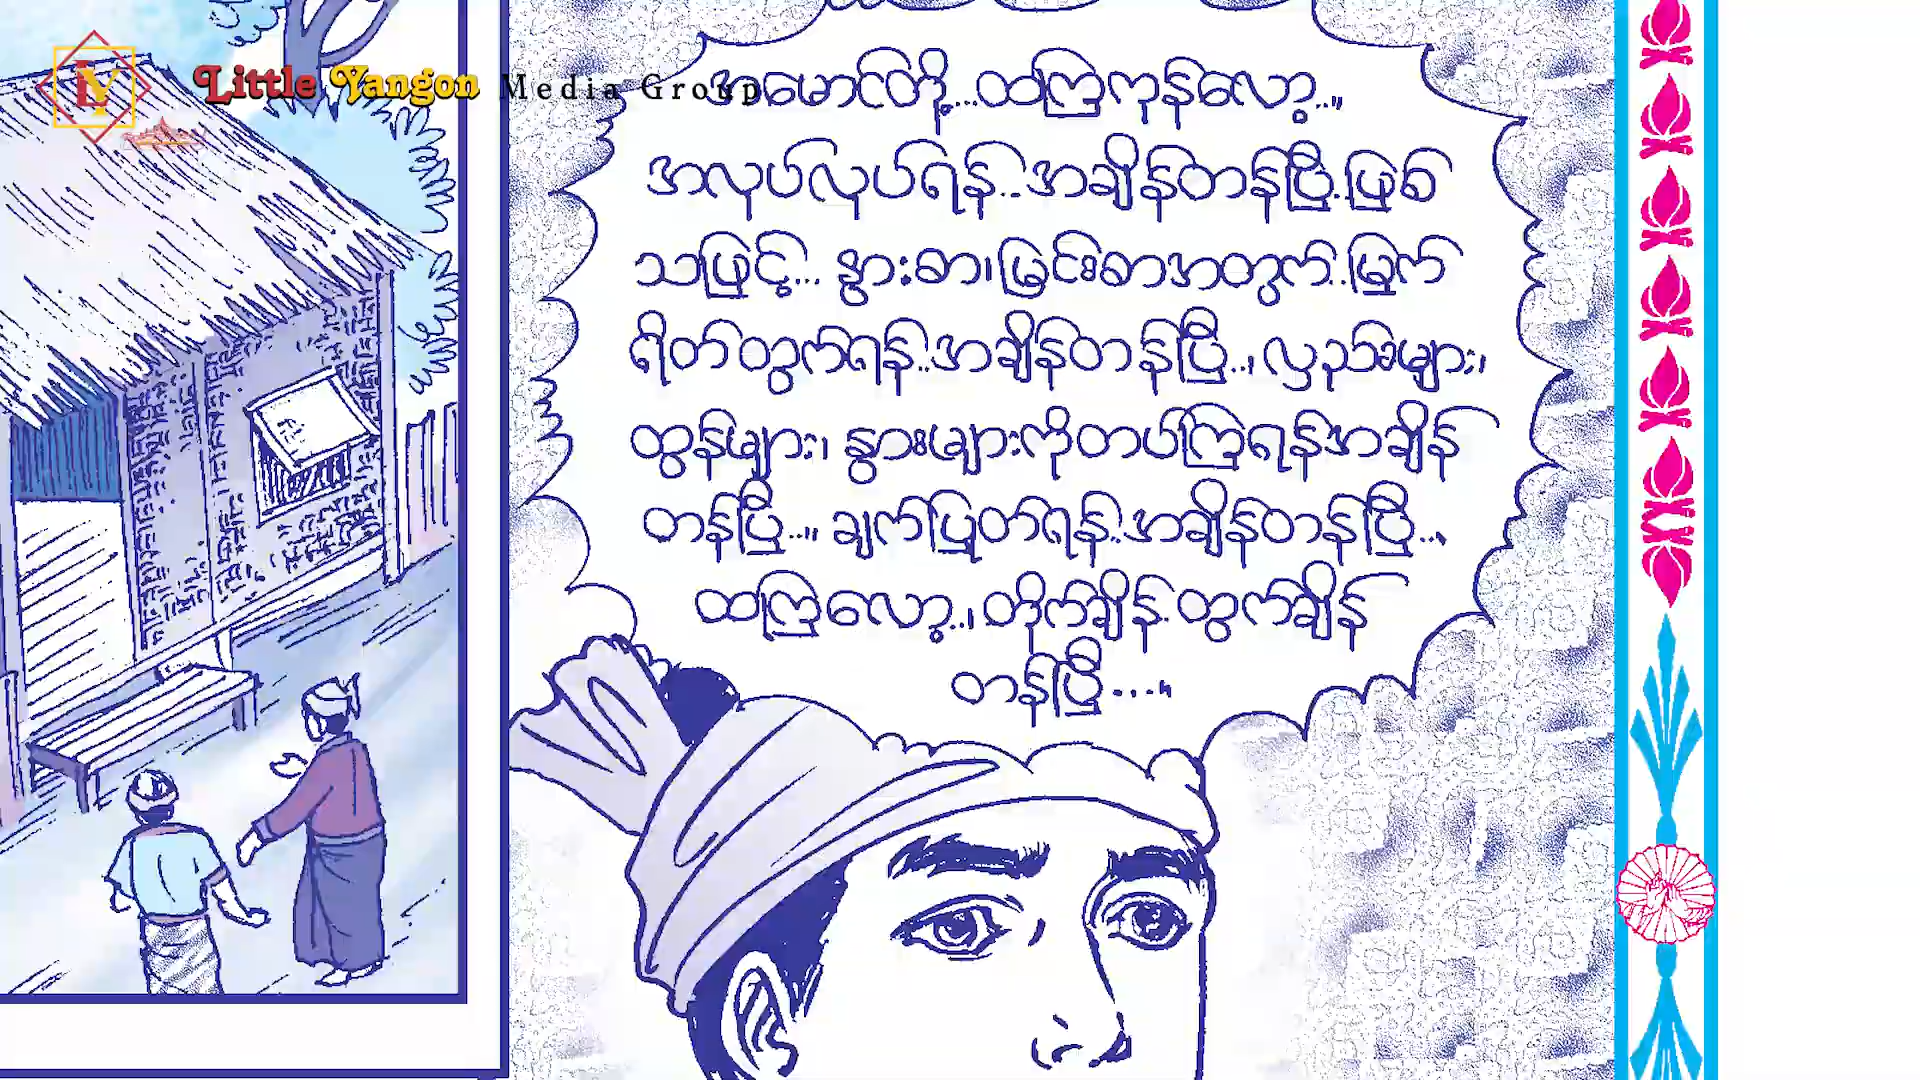 Little Yangon Media Group
အမောင်တို့...ထကြကုန်လော့...။
အလုပ်လုပ်ရန်..အချိန်တန်ပြီ.ဖြစ်
သဖြင့်... နွားစာ၊မြင်းစာအတွက်..မြက်
ရိတ်ထွက်ရန်..အချိန်တန်ပြီ..၊လှည်းများ၊
ထွန်များ၊ နွားများကိုတပ်ကြရန်အချိန်
တန်ပြီ...။ ချက်ပြုတ်ရန်..အချိန်တန်ပြီ..၊
ထကြလော့..၊တိုက်ချိန်.ထွက်ချိန်
တန်ပြီ...။